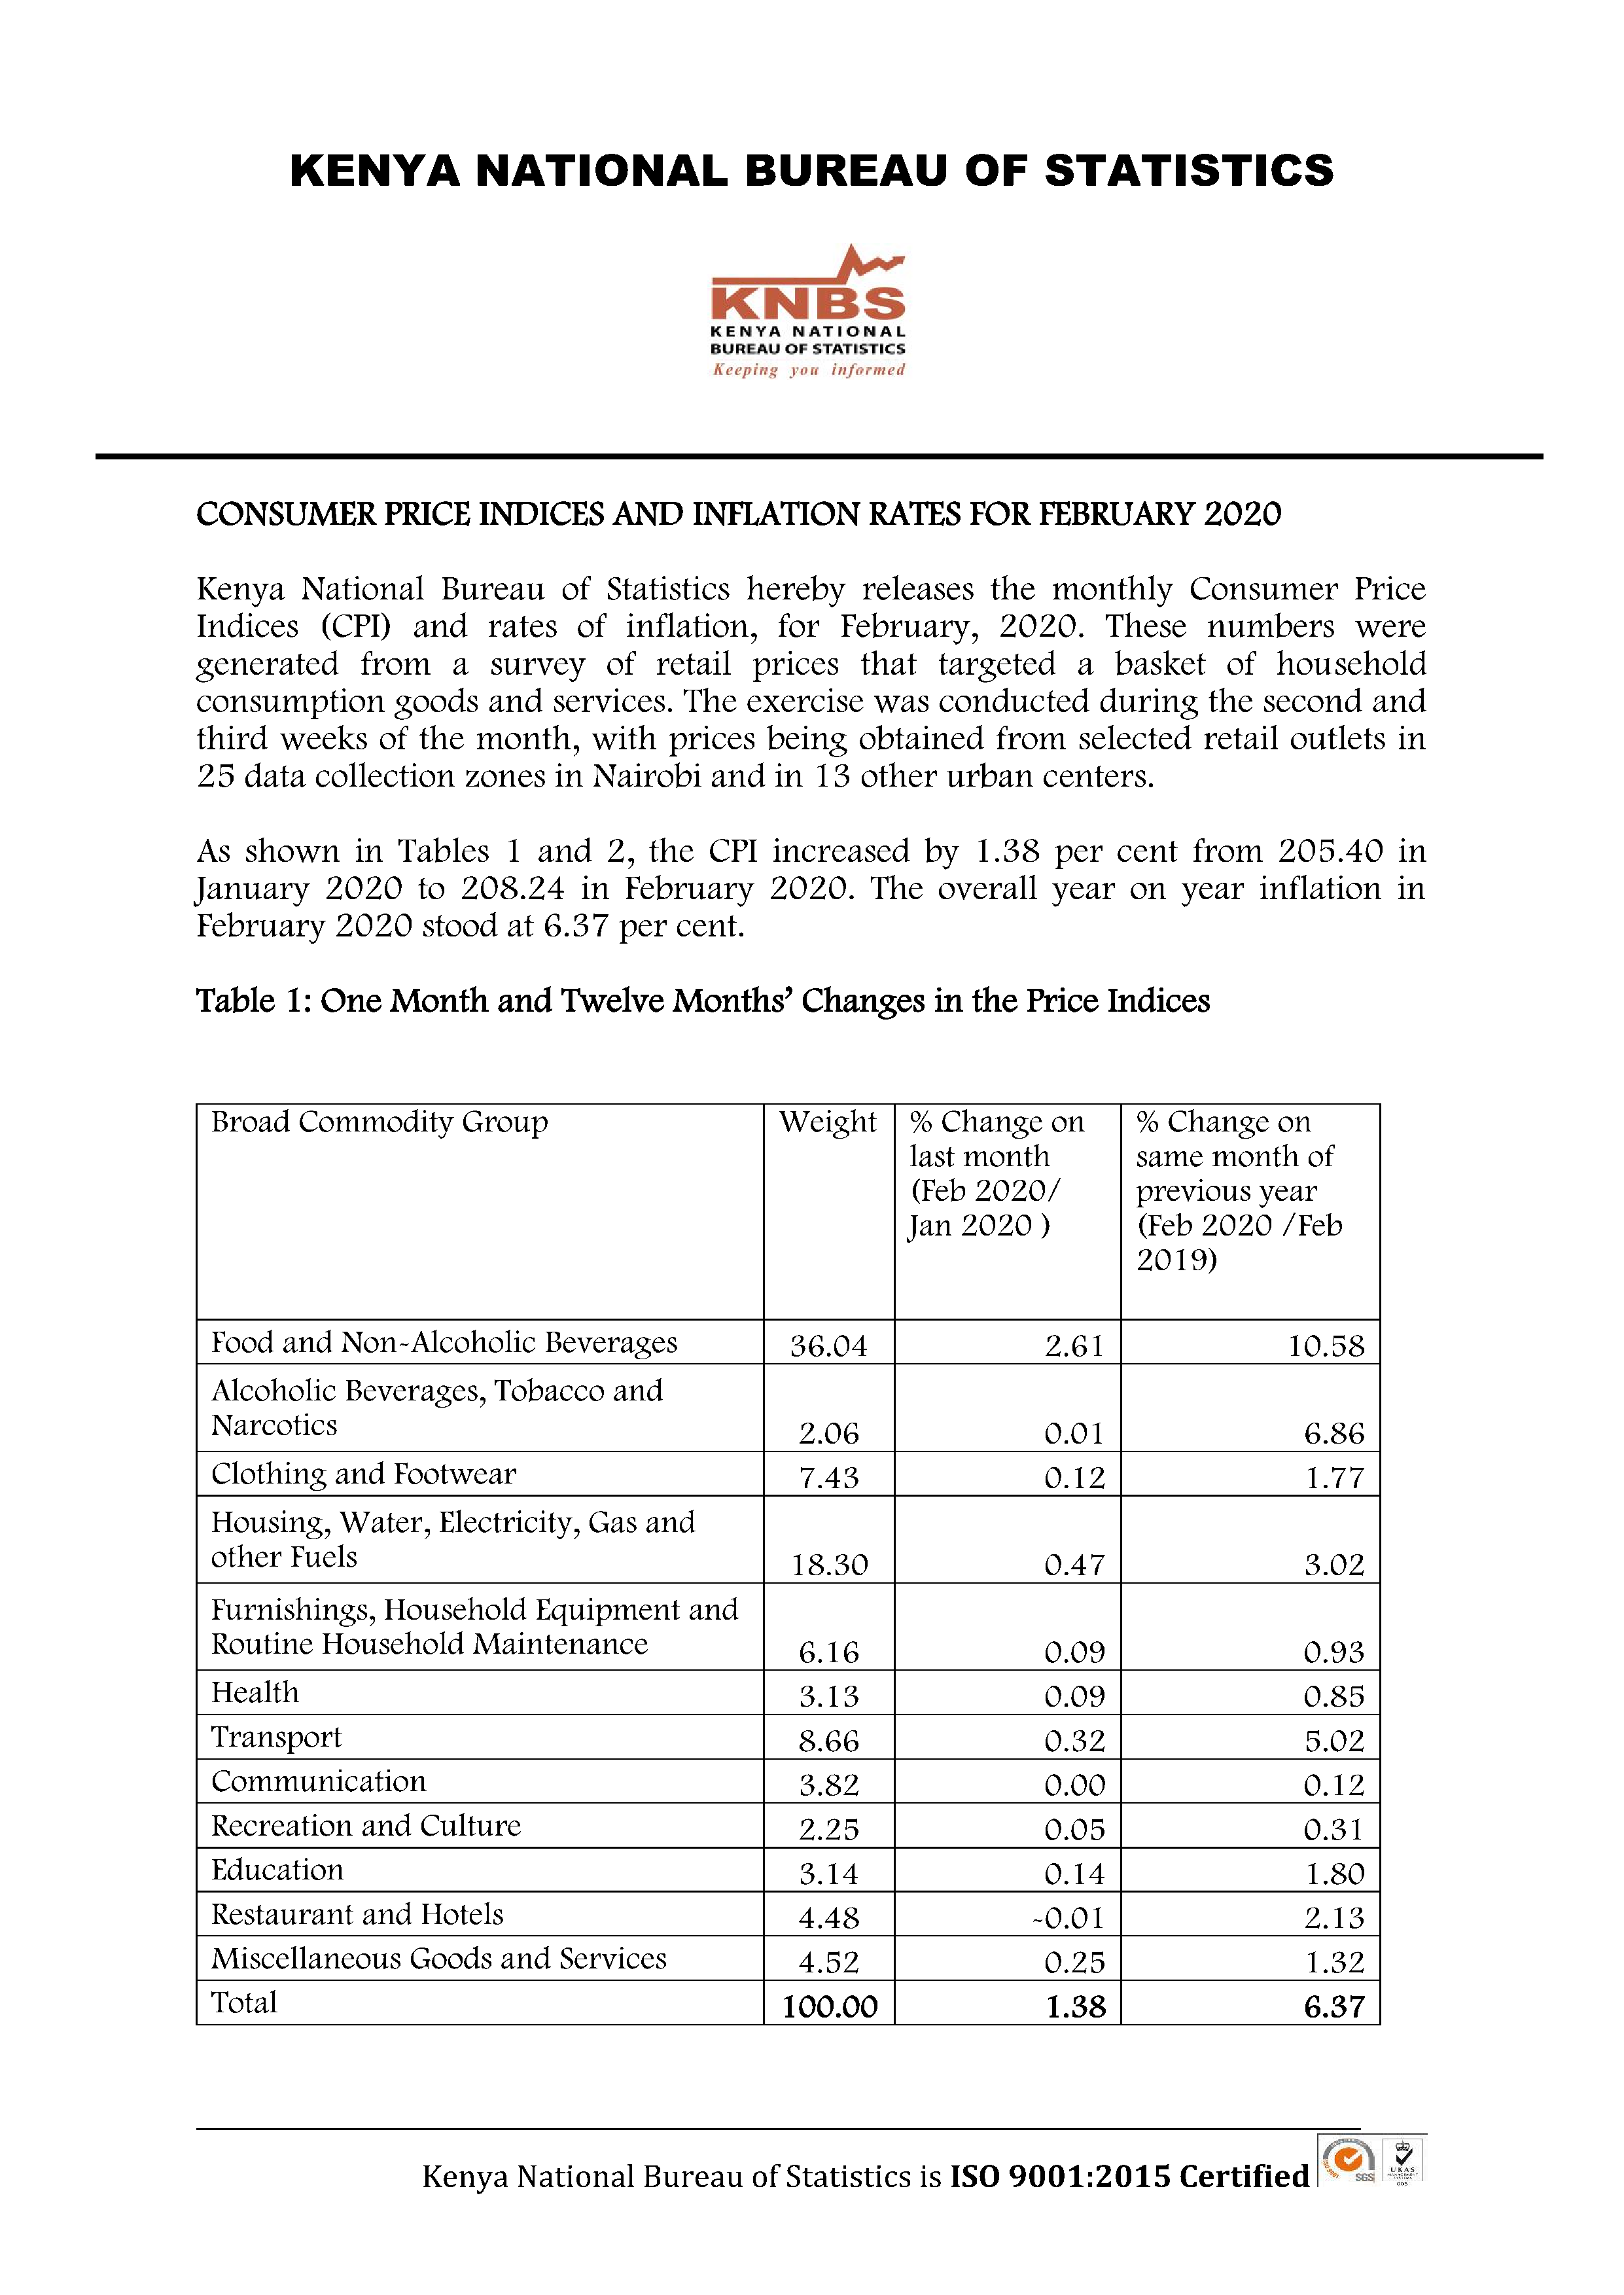 KENYA NATIONAL BUREAU OF STATISTICS
KNBS
KENYA NATIONAL
BUREAU OF STATISTICS
Keeping you informed
CONSUMER PRICE INDICES AND INFLATION RATES FOR FEBRUARY 2020
Kenya National Bureau of Statistics hereby releases the monthly Consumer Price
Indices (CPI) and rates of inflation, for February, 2020. These numbers were
generated from a survey of retail prices that targeted a basket of household
consumption goods and services. The exercise was conducted during the second and
third weeks of the month, with prices being obtained from selected retail outlets in
25 data collection zones in Nairobi and in 13 other urban centers.
As shown in Tables 1 and 2, the CPI increased by 1.38 per cent from 205.40 in
January 2020 to 208.24 in February 2020. The overall year on year inflation in
February 2020 stood at 6.37 per cent.
Table 1: One Month and Twelve Months' Changes in the Price Indices
Broad Commodity Group Weight % Change on last month (Feb 2020/ Jan 2020 ) % Change on same month of previous year (Feb 2020 /Feb 2019)
Food and Non-Alcoholic Beverages 36.04 2.61 10.58
Alcoholic Beverages, Tobacco and
Narcotics 2.06 0.01 6.86
Clothing and Footwear 7.43 0.12 1.77
Housing, Water, Electricity, Gas and
other Fuels 18.30 0.47 3.02
Furnishings, Household Equipment and
Routine Household Maintenance 6.16 0.09 0.93
Health 3.13 0.09 0.85
Transport 8.66 0.32 5.02
Communication 3.82 0.00 0.12
Recreation and Culture 2.25 0.05 0.31
Education 3.14 0.14 1.80
Restaurant and Hotels 4.48 -0.01 2.13
Miscellaneous Goods and Services 4.52 0.25 1.32
Total 100.00 1.38 6.37
Kenya National Bureau of Statistics is ISO 9001:2015 Certified
SGS
UKAS